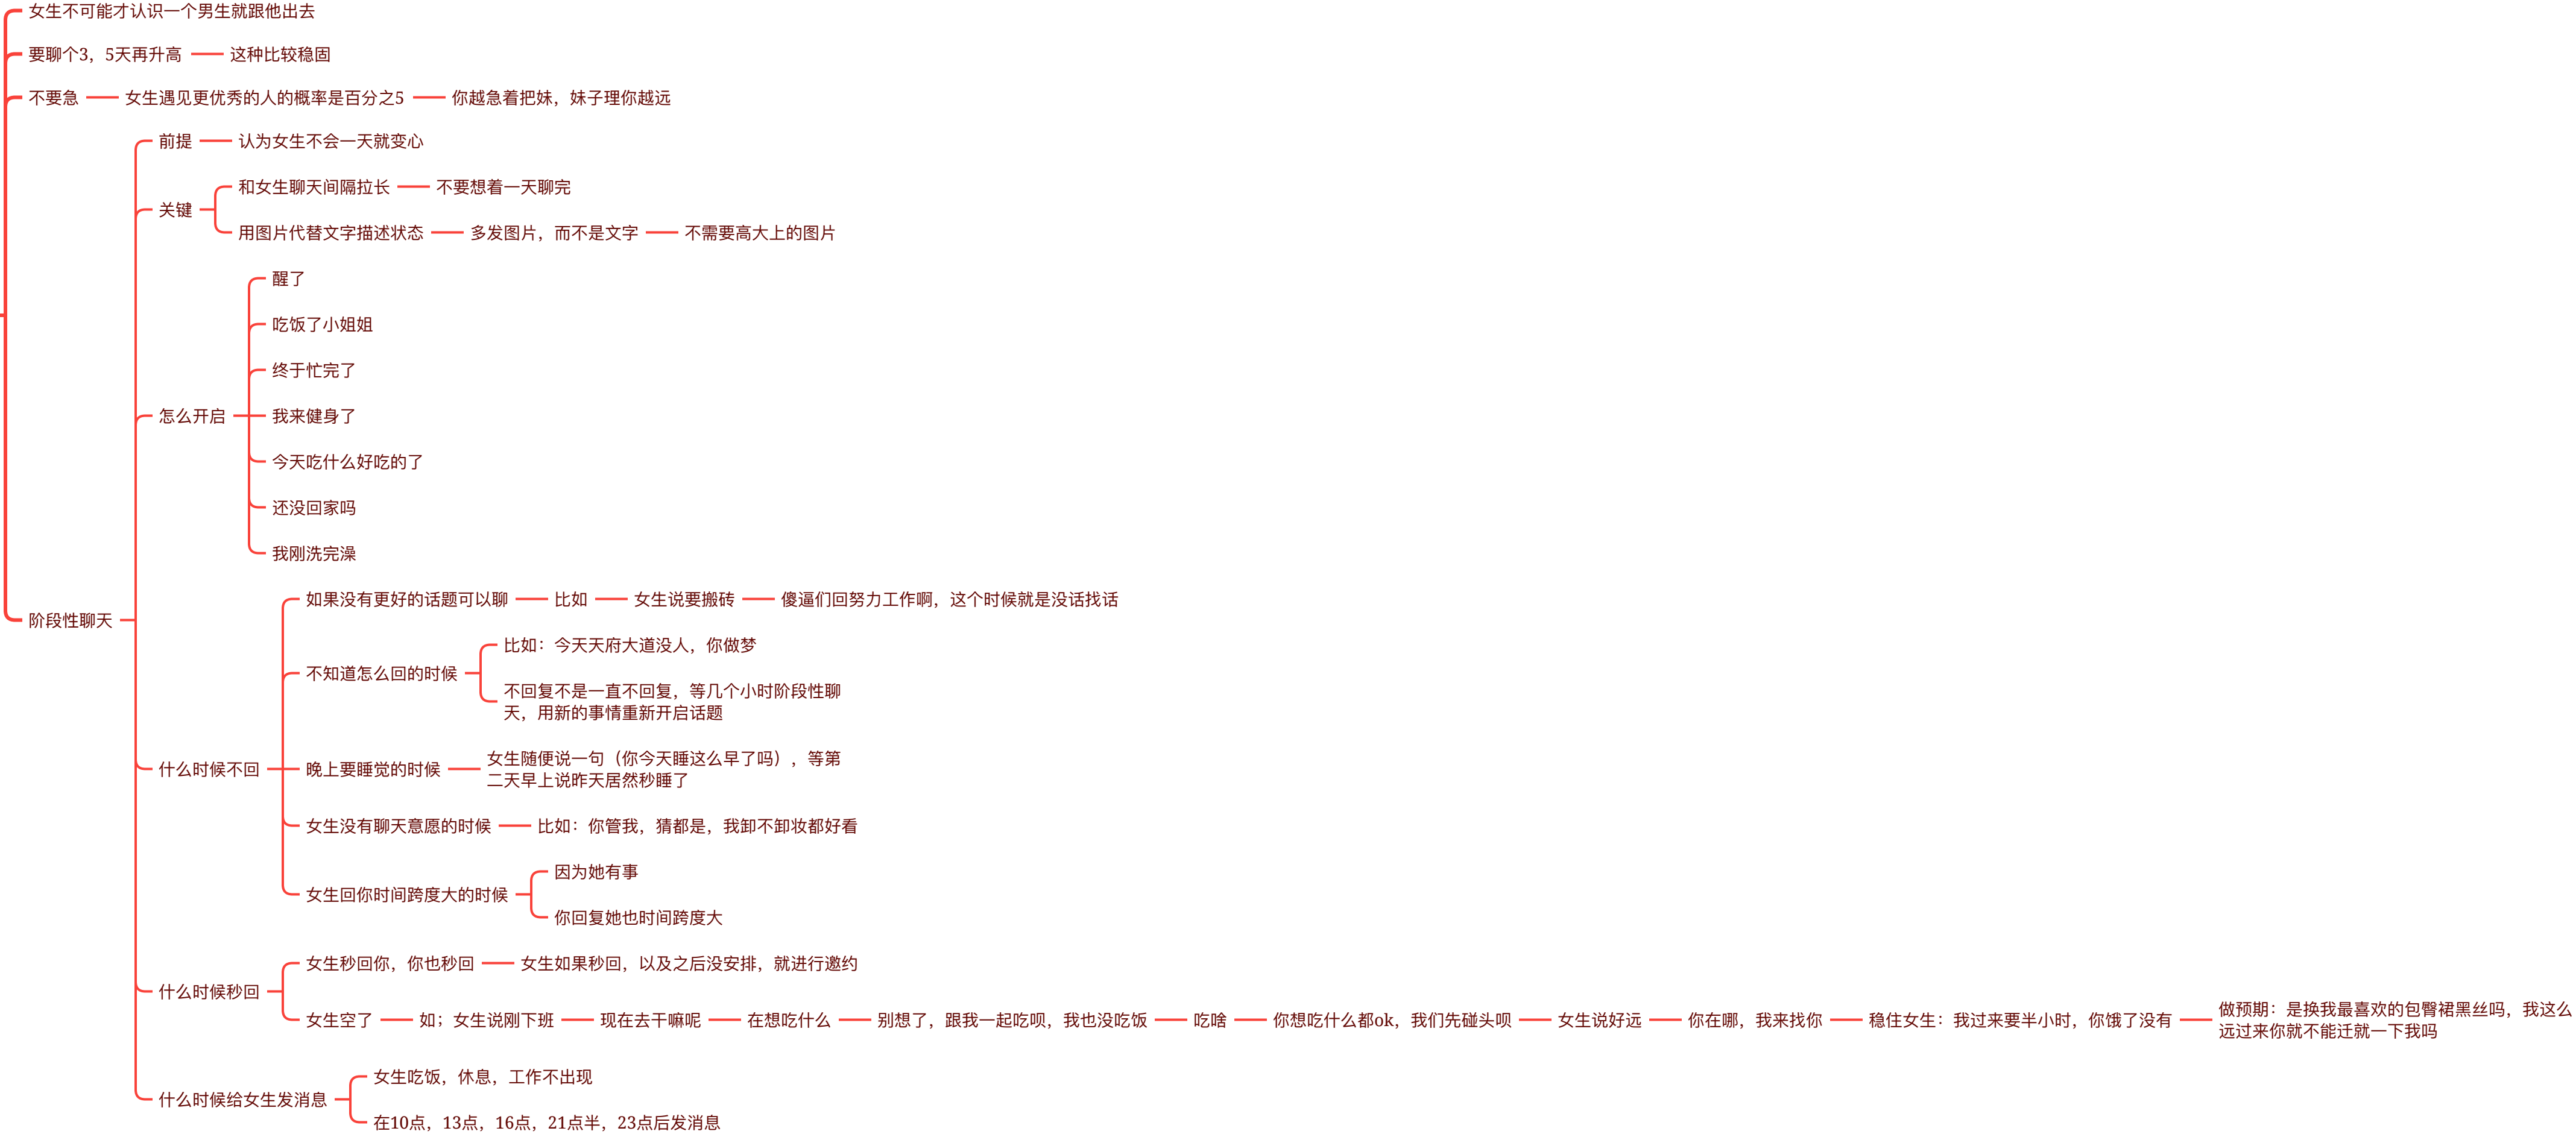 女生不可能才认识一个男生就跟他出去
要聊个3，5天再升高
这种比较稳固
不要急
女生遇见更优秀的人的概率是百分之5
你越急着把妹，妹子理你越远
阶段性聊天
前提
认为女生不会一天就变心
关键
和女生聊天间隔拉长
不要想着一天聊完
用图片代替文字描述状态
多发图片，而不是文字
不需要高大上的图片
怎么开启
醒了
吃饭了小姐姐
终于忙完了
我来健身了
今天吃什么好吃的了
还没回家吗
我刚洗完澡
什么时候不回
如果没有更好的话题可以聊
比如
女生说要搬砖
傻逼们回努力工作啊，这个时候就是没话找话
不知道怎么回的时候
比如：今天天府大道没人，你做梦
不回复不是一直不回复，等几个小时阶段性聊
天，用新的事情重新开启话题
晚上要睡觉的时候
女生随便说一句（你今天睡这么早了吗），等第
二天早上说昨天居然秒睡了
女生没有聊天意愿的时候
比如：你管我，猜都是，我卸不卸妆都好看
女生回你时间跨度大的时候
因为她有事
你回复她也时间跨度大
什么时候秒回
女生秒回你，你也秒回
女生如果秒回，以及之后没安排，就进行邀约
女生空了
如；女生说刚下班
现在去干嘛呢
在想吃什么
别想了，跟我一起吃呗，我也没吃饭
吃啥
你想吃什么都ok，我们先碰头呗
女生说好远
你在哪，我来找你
稳住女生：我过来要半小时，你饿了没有
做预期：是换我最喜欢的包臀裙黑丝吗，我这么
远过来你就不能迁就一下我吗
什么时候给女生发消息
女生吃饭，休息，工作不出现
在10点，13点，16点，21点半，23点后发消息